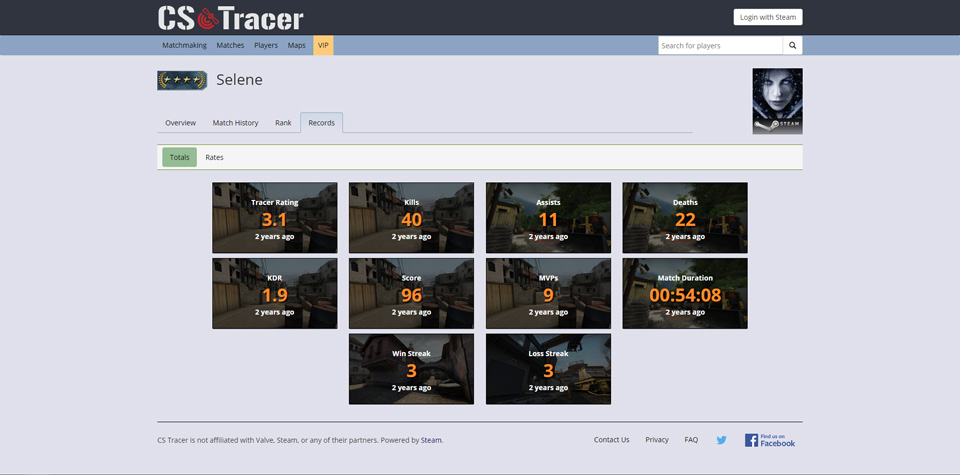 CS Tracer
Login with Steam
Matchmaking Matches Players Maps VIP
Search for players
Selene
STEAM
Overview Match History Rank Records
Totals Rates
Tracer Rating
3.1
2 years ago
Kills
40
2 years ago
Assists
11
2 years ago
Deaths
22
2 years ago
KDR
1.9
2 years ago
Score
96
2 years ago
MVPs
9
2 years ago
Match Duration
00:54:08
2 years ago
Win Streak
3
2 years ago
Loss Streak
3
2 years ago
CS Tracer is not affiliated with Valve, Steam, or any of their partners. Powered by Steam.
Contact Us Privacy FAQ
Find us on
Facebook